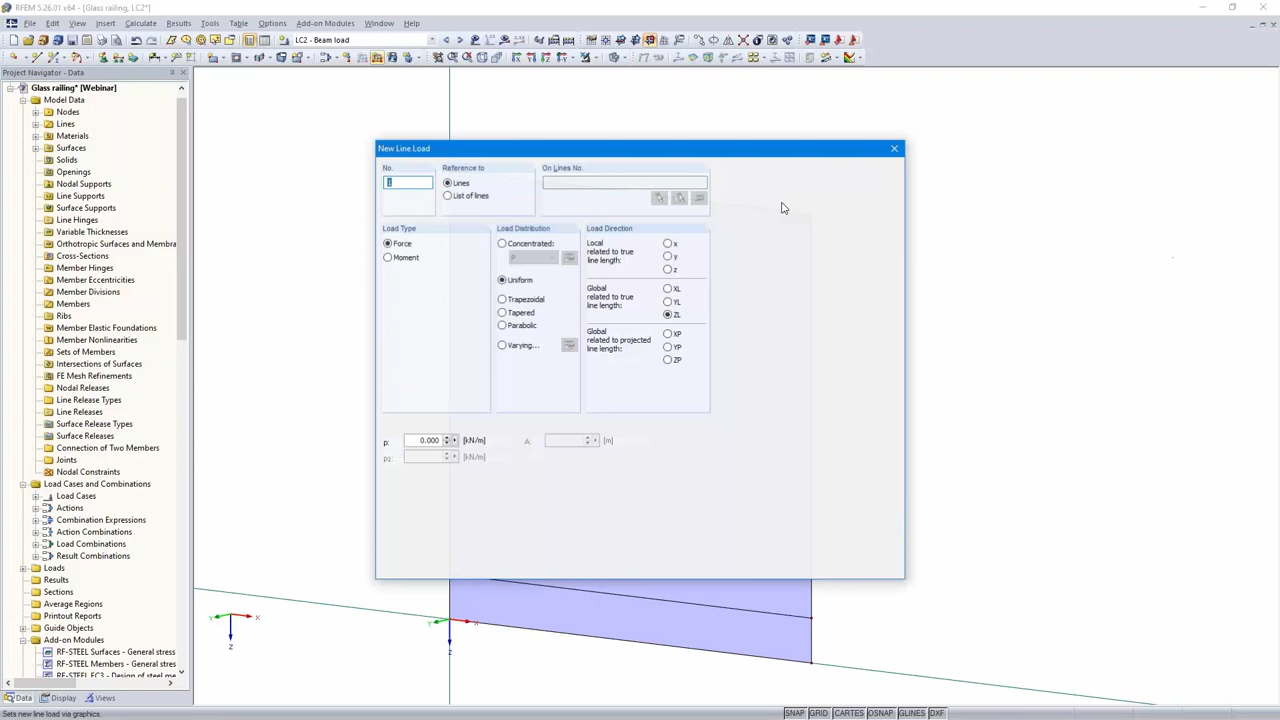 RFEM 5.26.01 x64 - [Glass railing, LC2*]
File Edit View Insert Calculate Results Tools Table Options Add-on Modules Window Help
LC2 - Beam load
Project Navigator - Data
Glass railing* [Webinar]
Model Data
Nodes
Lines
Materials
Surfaces
Solids
Openings
Nodal Supports
Line Supports
Surface Supports
Line Hinges
Variable Thicknesses
Orthotropic Surfaces and Membra
Cross-Sections
Member Hinges
Member Eccentricities
Member Divisions
Members
Ribs
Member Elastic Foundations
Member Nonlinearities
Sets of Members
Intersections of Surfaces
FE Mesh Refinements
Nodal Releases
Line Release Types
Line Releases
Surface Release Types
Surface Releases
Connection of Two Members
Joints
Nodal Constraints
Load Cases and Combinations
Load Cases
Actions
Combination Expressions
Action Combinations
Load Combinations
Result Combinations
Loads
Results
Sections
Average Regions
Printout Reports
Guide Objects
Add-on Modules
RF-STEEL Surfaces - General stress
RF-STEEL Members - General stres
RF-STEEL EC3 - Design of steel me
Data Display Views
Sets new line load via graphics.
New Line Load
No. Reference to On Lines No.
1 Lines
List of lines
Load Type Load Distribution Load Direction
Force
Moment
Concentrated:
P
Uniform
Trapezoidal
Tapered
Parabolic
Varying...
Local
related to true
line length:
x
y
z
Global
related to true
line length:
XL
YL
ZL
Global
related to projected
line length:
XP
YP
ZP
p: 0.000 [kN/m] A: [m]
p2: [kN/m]
Y X
Z
Y X
Z
SNAP GRID CARTES OSNAP GLINES DXF